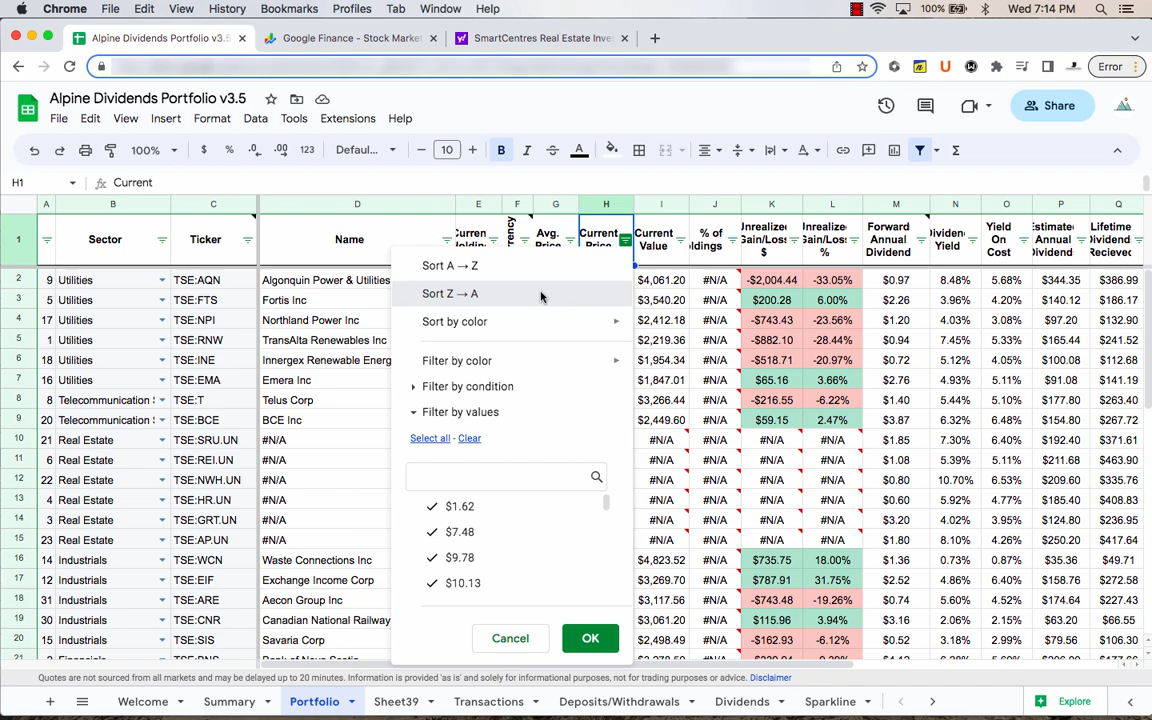 Chrome File Edit View History Bookmarks Profiles Tab Window Help 100% Wed 7:14 PM
Alpine Dividends Portfolio v3.5 Google Finance - Stock Market SmartCentres Real Estate Inves
Error
Alpine Dividends Portfolio v3.5
File Edit View Insert Format Data Tools Extensions Help
Share
100% $ % .0 .00 123 Defaul... 10 B I A
H1 fx Current
A B C D E F G H I J K L M N O P Q
1 Sector Ticker Name Avg. Price Current Price Current Value % of Gain/Loss $ Gain/Loss % Forward Annual Dividend Yield Yield On Cost Annual Dividend Lifetime Dividend Recieved
2 9 Utilities TSE:AQN Algonquin Power & Utilities $4,061.20 #N/A -$2,004.44 -33.05% $0.97 8.48% 5.68% $344.35 $386.99
3 5 Utilities TSE:FTS Fortis Inc $3,540.20 #N/A $200.28 6.00% $2.26 3.96% 4.20% $140.12 $186.17
4 17 Utilities TSE:NPI Northland Power Inc $2,412.18 #N/A -$743.43 -23.56% $1.20 4.03% 3.08% $97.20 $132.90
5 1 Utilities TSE:RNW TransAlta Renewables Inc $2,219.36 #N/A -$882.10 -28.44% $0.94 7.45% 5.33% $165.44 $241.52
6 18 Utilities TSE:INE Innergex Renewable Energ $1,954.34 #N/A -$518.71 -20.97% $0.72 5.12% 4.05% $100.08 $112.68
7 16 Utilities TSE:EMA Emera Inc $1,847.01 #N/A $65.16 3.66% $2.76 4.93% 5.11% $91.08 $141.19
8 8 Telecommunication TSE:T Telus Corp $3,266.44 #N/A -$216.55 -6.22% $1.40 5.44% 5.10% $177.80 $263.40
9 20 Telecommunication TSE:BCE BCE Inc $2,449.60 #N/A $59.15 2.47% $3.87 6.32% 6.48% $154.80 $267.72
10 21 Real Estate TSE:SRU.UN #N/A #N/A #N/A #N/A #N/A $1.85 7.30% 6.40% $192.40 $371.61
11 6 Real Estate TSE:REI.UN #N/A #N/A #N/A #N/A #N/A $1.08 5.39% 5.11% $211.68 $463.90
12 22 Real Estate TSE:NWH.UN #N/A #N/A #N/A #N/A #N/A $0.80 10.70% 6.53% $209.60 $335.76
13 4 Real Estate TSE:HR.UN #N/A #N/A #N/A #N/A #N/A $0.60 5.92% 4.77% $185.40 $408.83
14 3 Real Estate TSE:GRT.UN #N/A #N/A #N/A #N/A #N/A $3.20 4.02% 3.95% $124.80 $236.95
15 23 Real Estate TSE:AP.UN #N/A #N/A #N/A #N/A #N/A $1.80 8.10% 4.26% $250.20 $417.64
16 14 Industrials TSE:WCN Waste Connections Inc $4,823.52 #N/A $735.75 18.00% $1.36 0.73% 0.87% $35.36 $49.71
17 12 Industrials TSE:EIF Exchange Income Corp $3,269.70 #N/A $787.91 31.75% $2.52 4.86% 6.40% $158.76 $272.58
18 11 Industrials TSE:ARE Aecon Group Inc $3,117.56 #N/A -$743.48 -19.26% $0.74 5.60% 4.52% $174.64 $227.43
19 30 Industrials TSE:CNR Canadian National Railway $3,061.20 #N/A $115.96 3.94% $3.16 2.06% 2.15% $63.20 $66.55
20 15 Industrials TSE:SIS Savaria Corp $2,498.49 #N/A -$162.93 -6.12% $0.52 3.18% 2.99% $79.56 $106.30
21
Sort A → Z
Sort Z → A
Sort by color
Filter by color
Filter by condition
Filter by values
Select all - Clear
$1.62
$7.48
$9.78
$10.13
Cancel OK
Quotes are not sourced from all markets and may be delayed up to 20 minutes. Information is provided 'as is' and solely for informational purposes, not for trading purposes or advice. Disclaimer
Welcome Summary Portfolio Sheet39 Transactions Deposits/Withdrawals Dividends Sparkline Explore